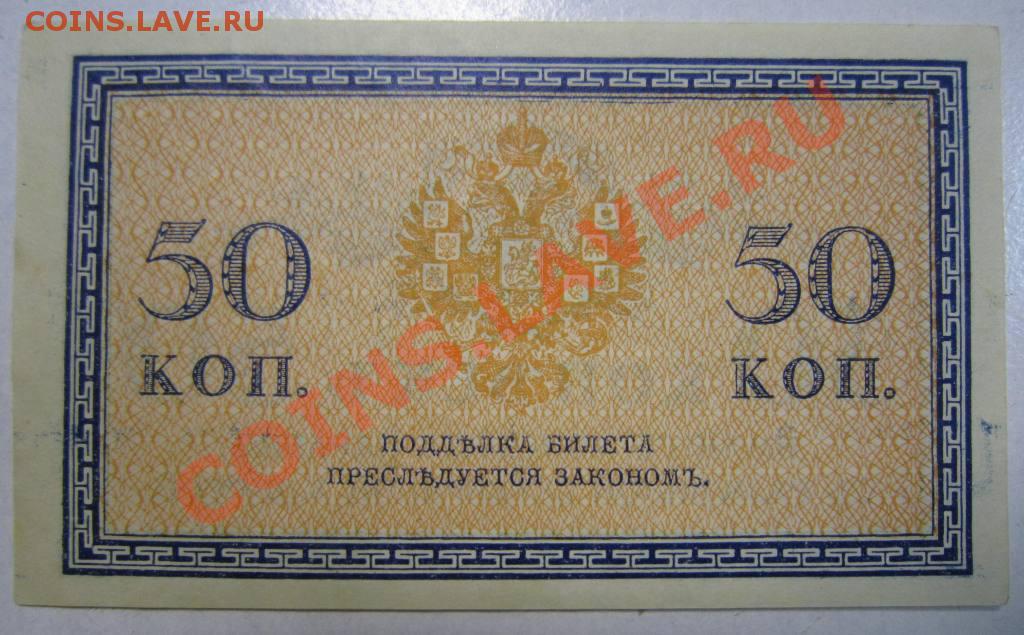 COINS.LAVE.RU
50
50
КОП.
КОП.
ПОДДѢЛКА БИЛЕТА
ПРЕСЛѢДУЕТСЯ ЗАКОНОМЪ.
COINS.LAVE.RU